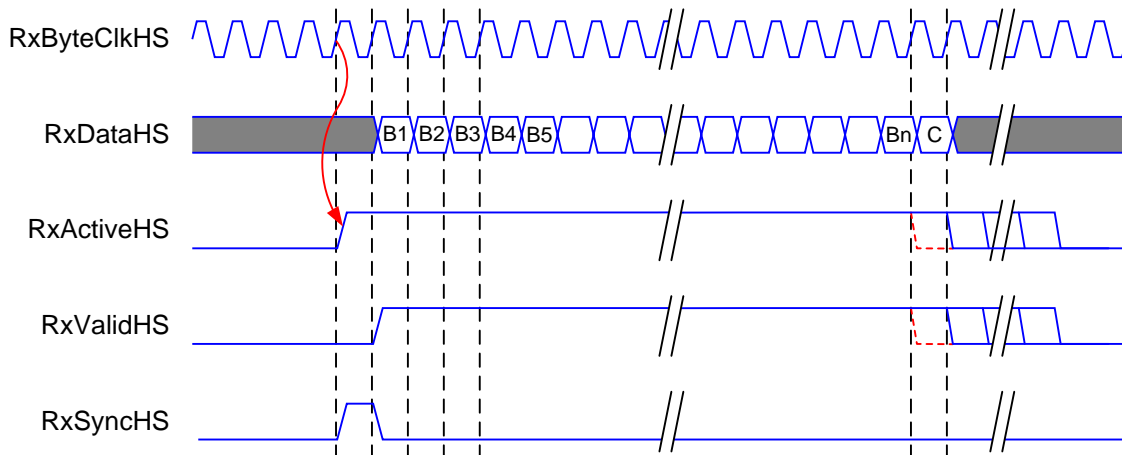 RxByteClkHS
RxDataHS B1 B2 B3 B4 B5 Bn C
RxActiveHS
RxValidHS
RxSyncHS